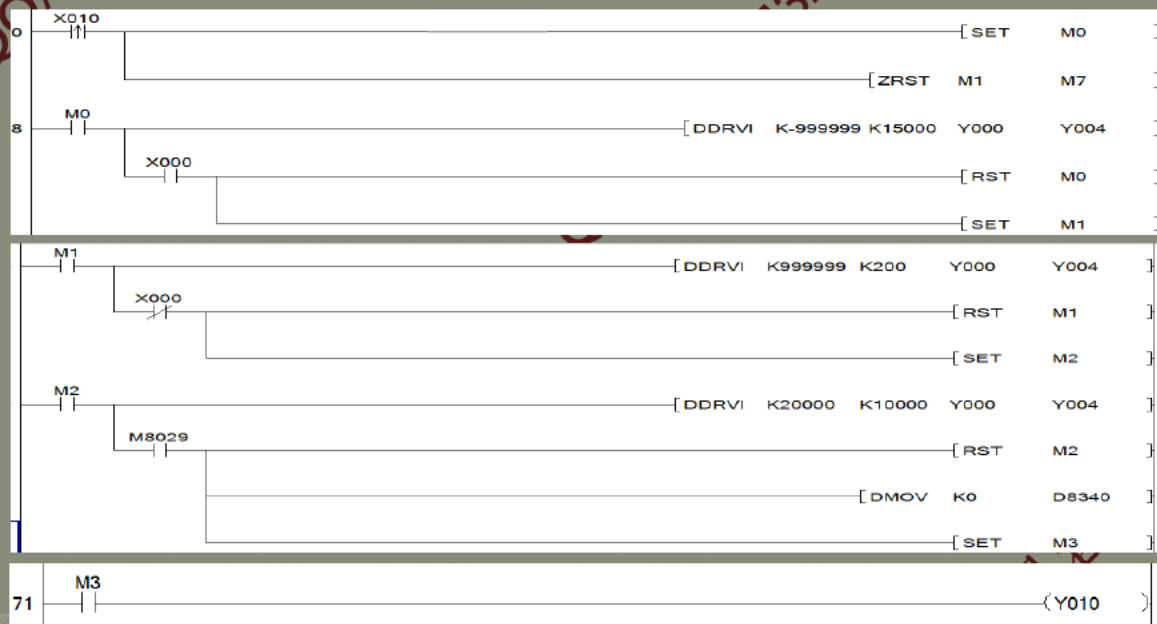 X010
0 [ SET M0 ]
[ ZRST M1 M7 ]
M0
8 [ DDRVI K-999999 K15000 Y000 Y004 ]
X000
[ RST M0 ]
[ SET M1 ]
M1
[ DDRVI K999999 K200 Y000 Y004 ]
X000
[ RST M1 ]
[ SET M2 ]
M2
[ DDRVI K20000 K10000 Y000 Y004 ]
M8029
[ RST M2 ]
[ DMOV K0 D8340 ]
[ SET M3 ]
M3
71 ( Y010 )